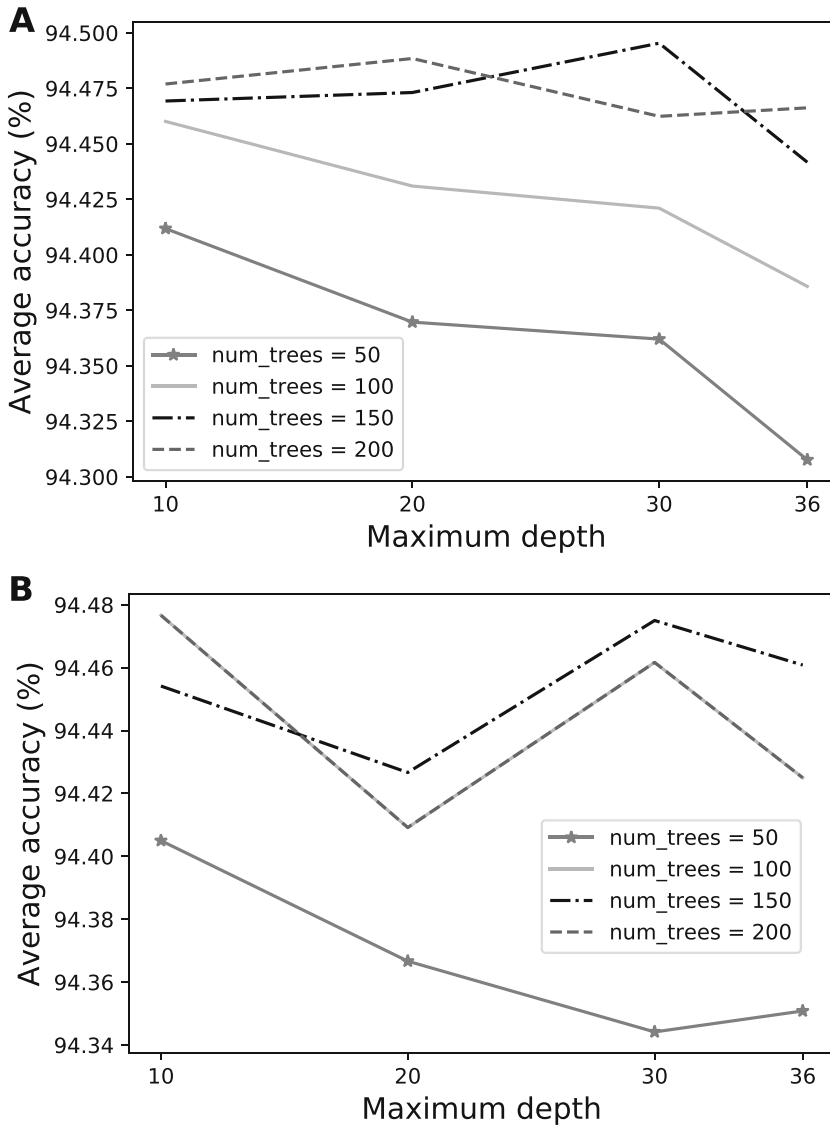 A
Average accuracy (%)
94.500
94.475
94.450
94.425
94.400
94.375
94.350
94.325
94.300
num_trees = 50
num_trees = 100
num_trees = 150
num_trees = 200
10
20
30
36
Maximum depth
B
Average accuracy (%)
94.48
94.46
94.44
94.42
94.40
94.38
94.36
94.34
num_trees = 50
num_trees = 100
num_trees = 150
num_trees = 200
10
20
30
36
Maximum depth